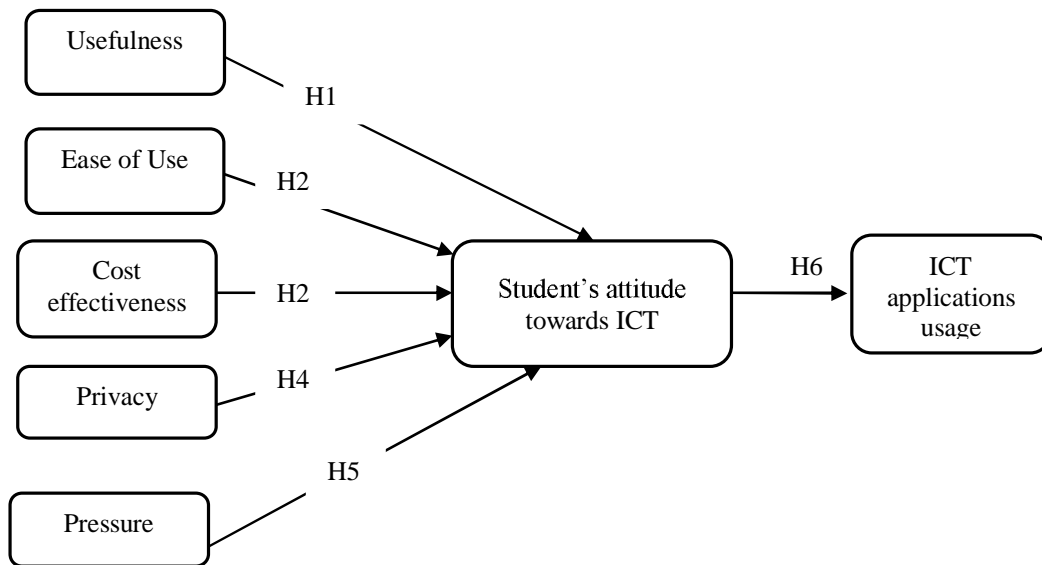 Usefulness
H1
Ease of Use
H2
Cost
effectiveness
H2
Student’s attitude
towards ICT
H6
ICT
applications
usage
Privacy
H4
H5
Pressure